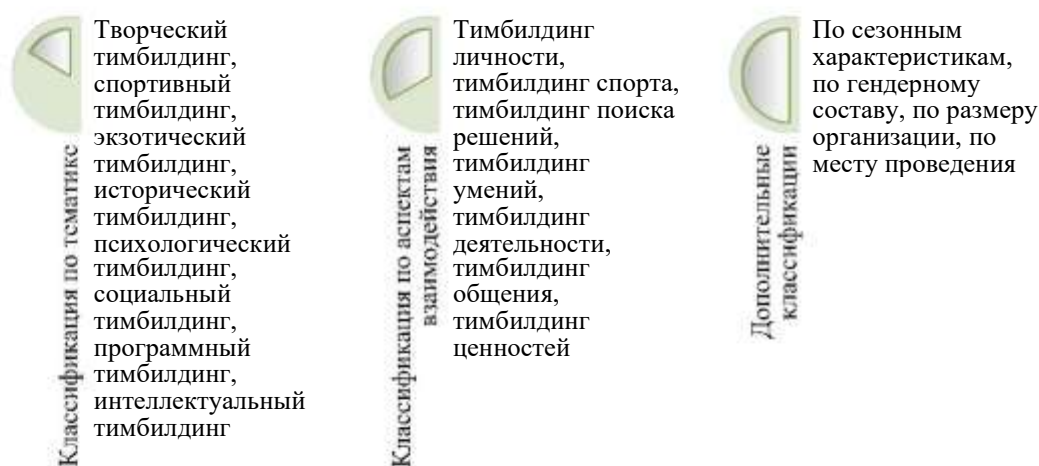 Классификация по тематике
Творческий
тимбилдинг,
спортивный
тимбилдинг,
экзотический
тимбилдинг,
исторический
тимбилдинг,
психологический
тимбилдинг,
социальный
тимбилдинг,
программный
тимбилдинг,
интеллектуальный
тимбилдинг
Классификация по аспектам
взаимодействия
Тимбилдинг
личности,
тимбилдинг спорта,
тимбилдинг поиска
решений,
тимбилдинг
умений,
тимбилдинг
деятельности,
тимбилдинг
общения,
тимбилдинг
ценностей
Дополнительные
классификации
По сезонным
характеристикам,
по гендерному
составу, по размеру
организации, по
месту проведения